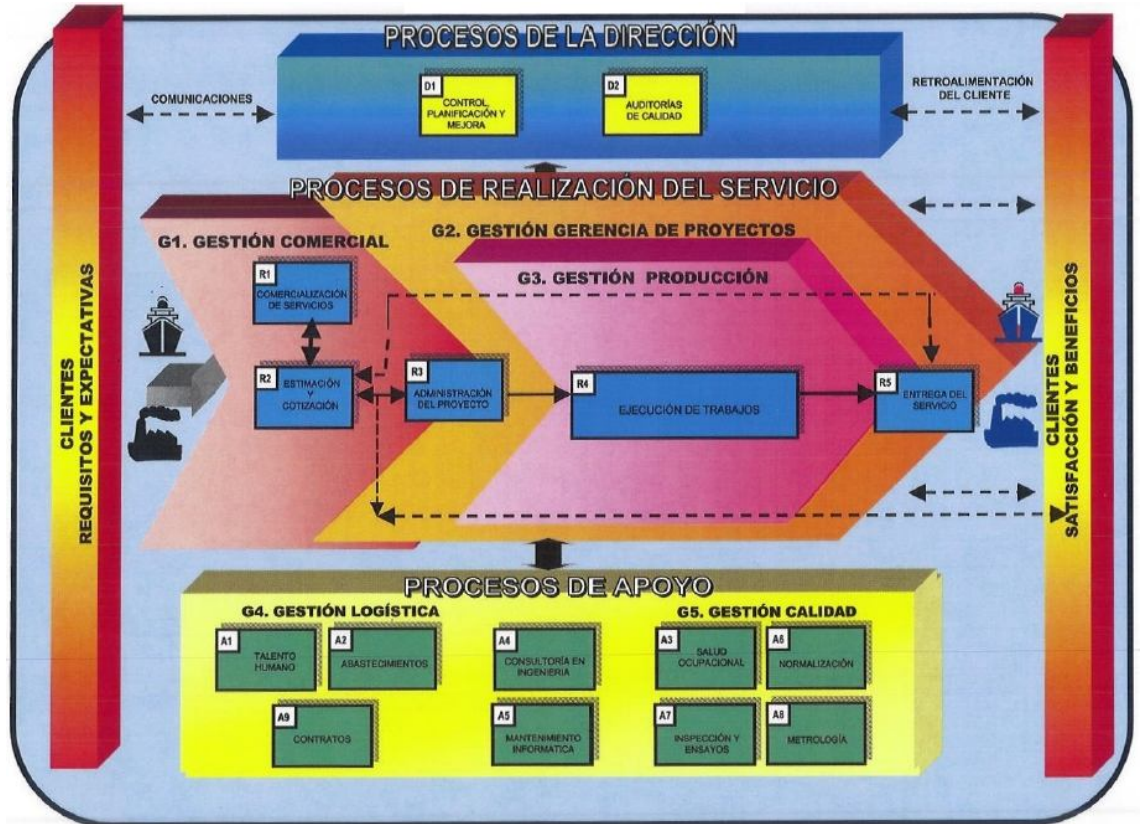 PROCESOS DE LA DIRECCIÓN
D1
CONTROL,
PLANIFICACIÓN Y
MEJORA
D2
AUDITORÍAS
DE CALIDAD
COMUNICACIONES
RETROALIMENTACIÓN
DEL CLIENTE
CLIENTES
REQUISITOS Y EXPECTATIVAS
PROCESOS DE REALIZACIÓN DEL SERVICIO
G1. GESTIÓN COMERCIAL
G2. GESTIÓN GERENCIA DE PROYECTOS
G3. GESTIÓN PRODUCCIÓN
R1
COMERCIALIZACIÓN
DE SERVICIOS
R2
ESTIMACIÓN
Y
COTIZACIÓN
R3
ADMINISTRACIÓN
DEL PROYECTO
R4
EJECUCIÓN DE TRABAJOS
R5
ENTREGA DEL
SERVICIO
CLIENTES
SATISFACCIÓN Y BENEFICIOS
PROCESOS DE APOYO
G4. GESTIÓN LOGÍSTICA
G5. GESTIÓN CALIDAD
A1
TALENTO
HUMANO
A2
ABASTECIMIENTOS
A4
CONSULTORÍA EN
INGENIERIA
A3
SALUD
OCUPACIONAL
A6
NORMALIZACIÓN
A9
CONTRATOS
A5
MANTENIMIENTO
INFORMATICA
A7
INSPECCIÓN Y
ENSAYOS
A8
METROLOGÍA